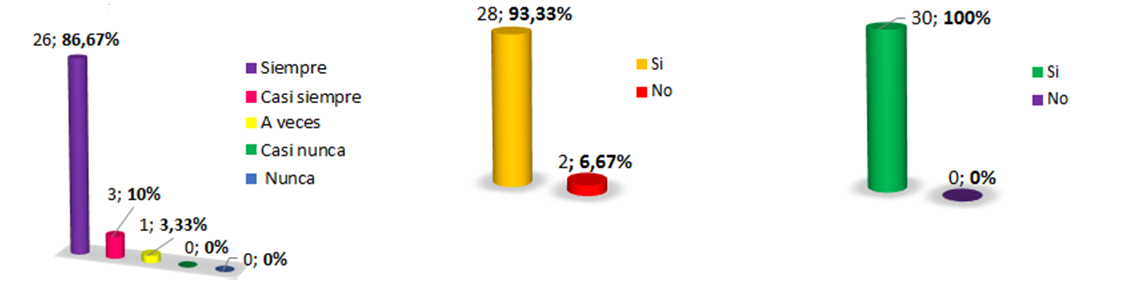 26; 86,67%
3; 10%
1; 3,33%
0; 0%
0; 0%
Siempre
Casi siempre
A veces
Casi nunca
Nunca
28; 93,33%
2; 6,67%
Si
No
30; 100%
0; 0%
Si
No